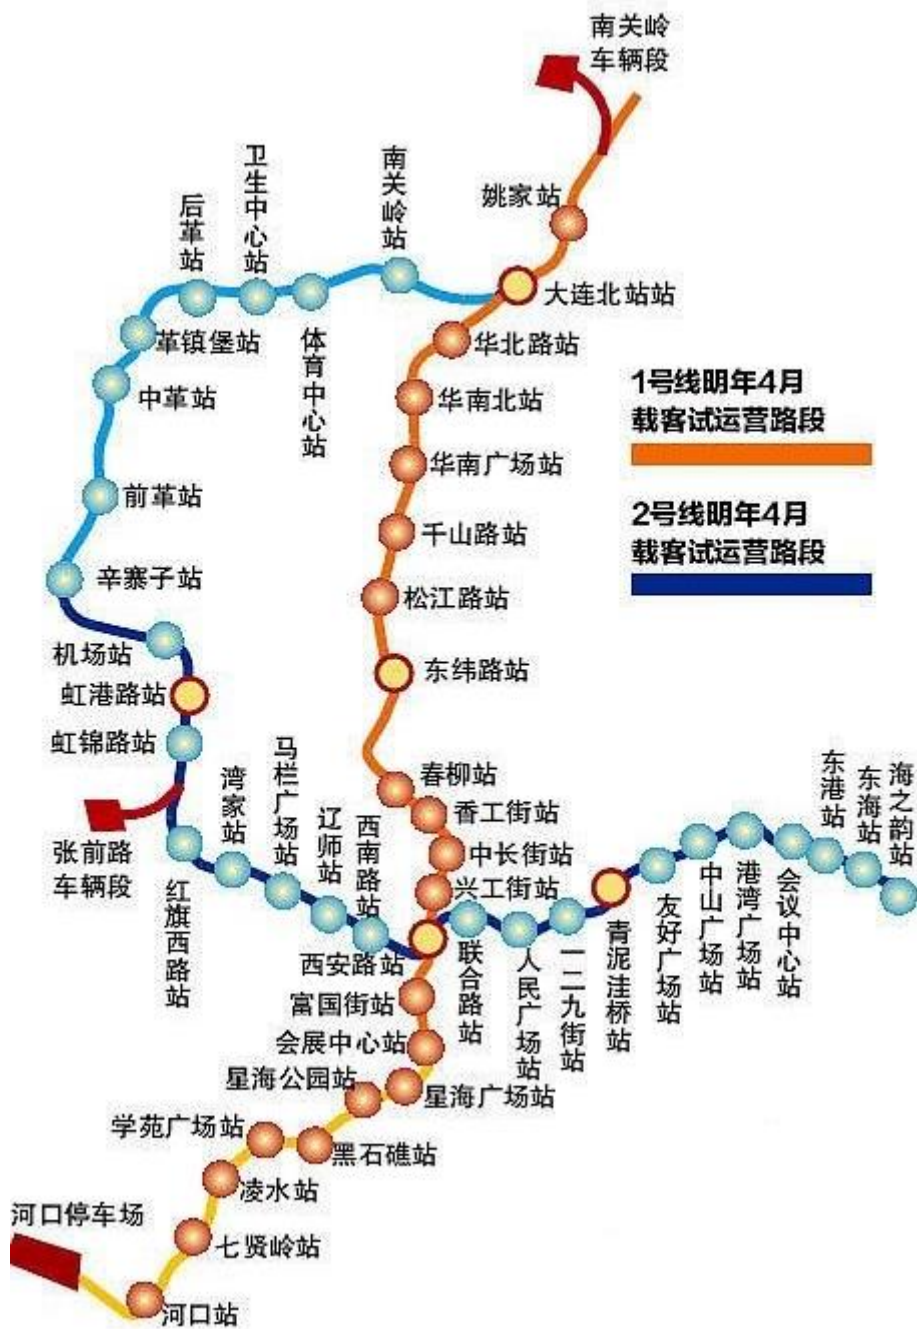 南关岭
车辆段
姚家站
大连北站站
南关岭站
卫生中心站
后革站
体育中心站
革镇堡站
中革站
前革站
辛寨子站
华北路站
华南北站
华南广场站
千山路站
松江路站
东纬路站
1号线明年4月
载客试运营路段
2号线明年4月
载客试运营路段
机场站
虹港路站
虹锦路站
张前路
车辆段
红旗西路站
湾家站
马栏广场站
辽师站
西南路站
西安路站
春柳站
香工街站
中长街站
兴工街站
联合路站
人民广场站
一二九街站
青泥洼桥站
友好广场站
中山广场站
港湾广场站
会议中心站
东港站
东海站
海之韵站
富国街站
会展中心站
星海公园站
星海广场站
学苑广场站
黑石礁站
凌水站
七贤岭站
河口停车场
河口站